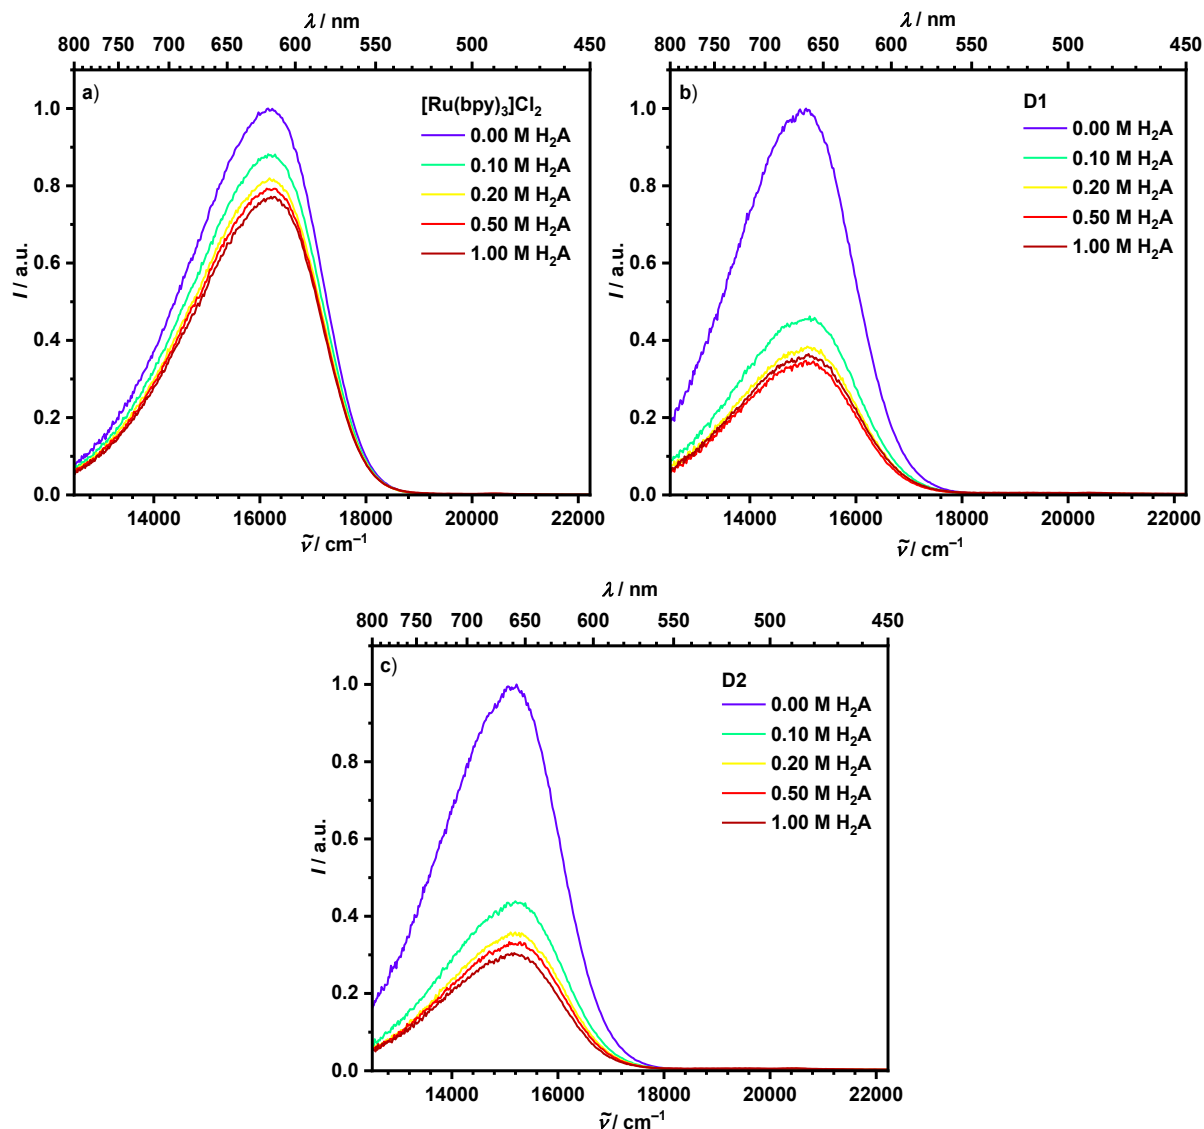 λ / nm
800 750 700 650 600 550 500 450
a)
[Ru(bpy)₃]Cl₂
0.00 M H₂A
0.10 M H₂A
0.20 M H₂A
0.50 M H₂A
1.00 M H₂A
I / a.u.
1.0
0.8
0.6
0.4
0.2
0.0
14000 16000 18000 20000 22000
ν̃ / cm⁻¹
λ / nm
800 750 700 650 600 550 500 450
b)
D1
0.00 M H₂A
0.10 M H₂A
0.20 M H₂A
0.50 M H₂A
1.00 M H₂A
I / a.u.
1.0
0.8
0.6
0.4
0.2
0.0
14000 16000 18000 20000 22000
ν̃ / cm⁻¹
λ / nm
800 750 700 650 600 550 500 450
c)
D2
0.00 M H₂A
0.10 M H₂A
0.20 M H₂A
0.50 M H₂A
1.00 M H₂A
I / a.u.
1.0
0.8
0.6
0.4
0.2
0.0
14000 16000 18000 20000 22000
ν̃ / cm⁻¹